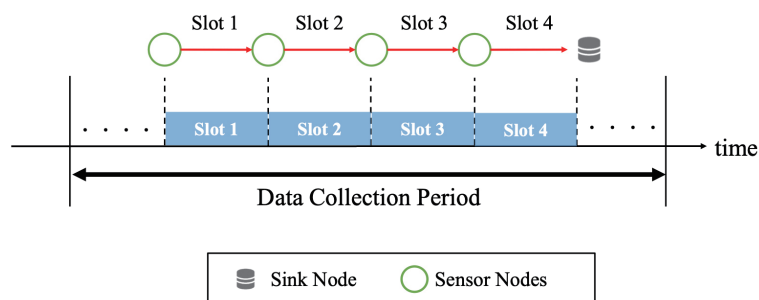 Slot 1 Slot 2 Slot 3 Slot 4
. . . . Slot 1 Slot 2 Slot 3 Slot 4 . . . .
time
Data Collection Period
Sink Node Sensor Nodes